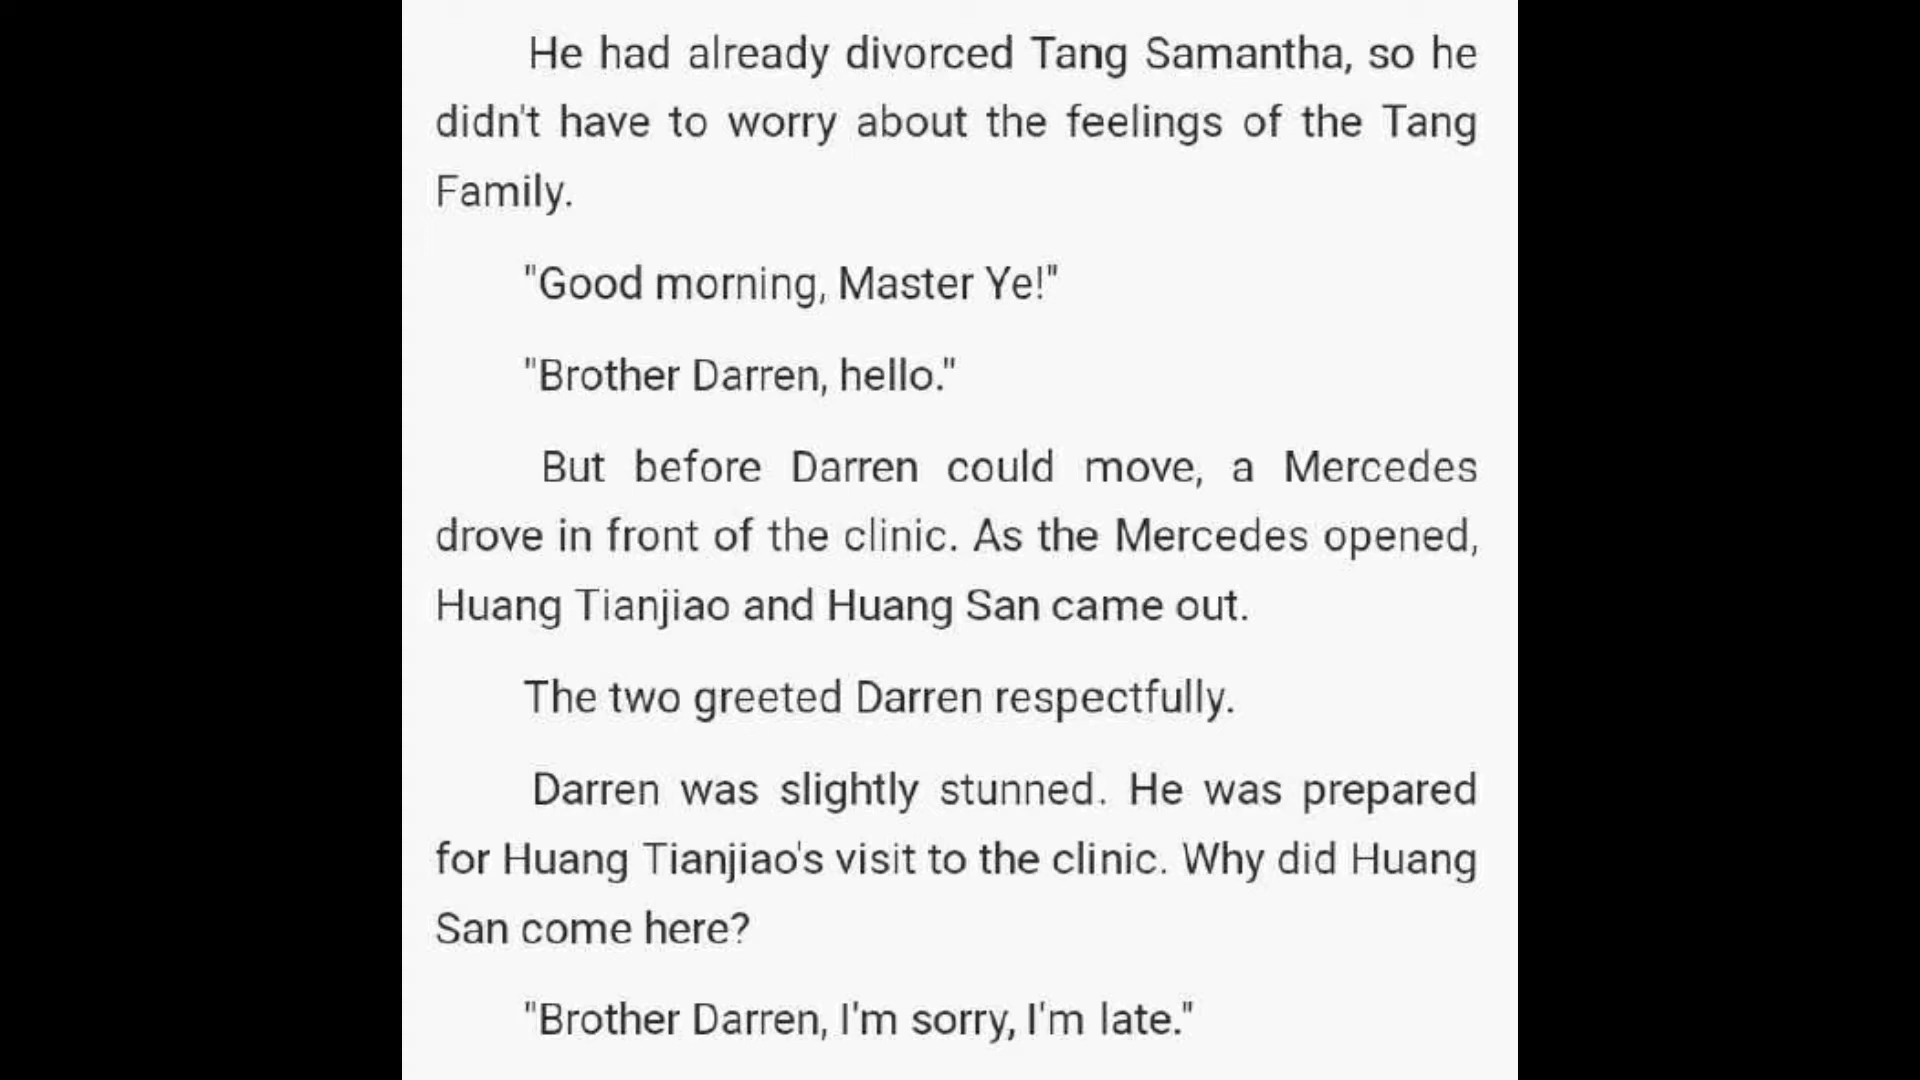 He had already divorced Tang Samantha, so he
didn't have to worry about the feelings of the Tang
Family.
"Good morning, Master Ye!"
"Brother Darren, hello."
But before Darren could move, a Mercedes
drove in front of the clinic. As the Mercedes opened,
Huang Tianjiao and Huang San came out.
The two greeted Darren respectfully.
Darren was slightly stunned. He was prepared
for Huang Tianjiao's visit to the clinic. Why did Huang
San come here?
"Brother Darren, I'm sorry, I'm late."